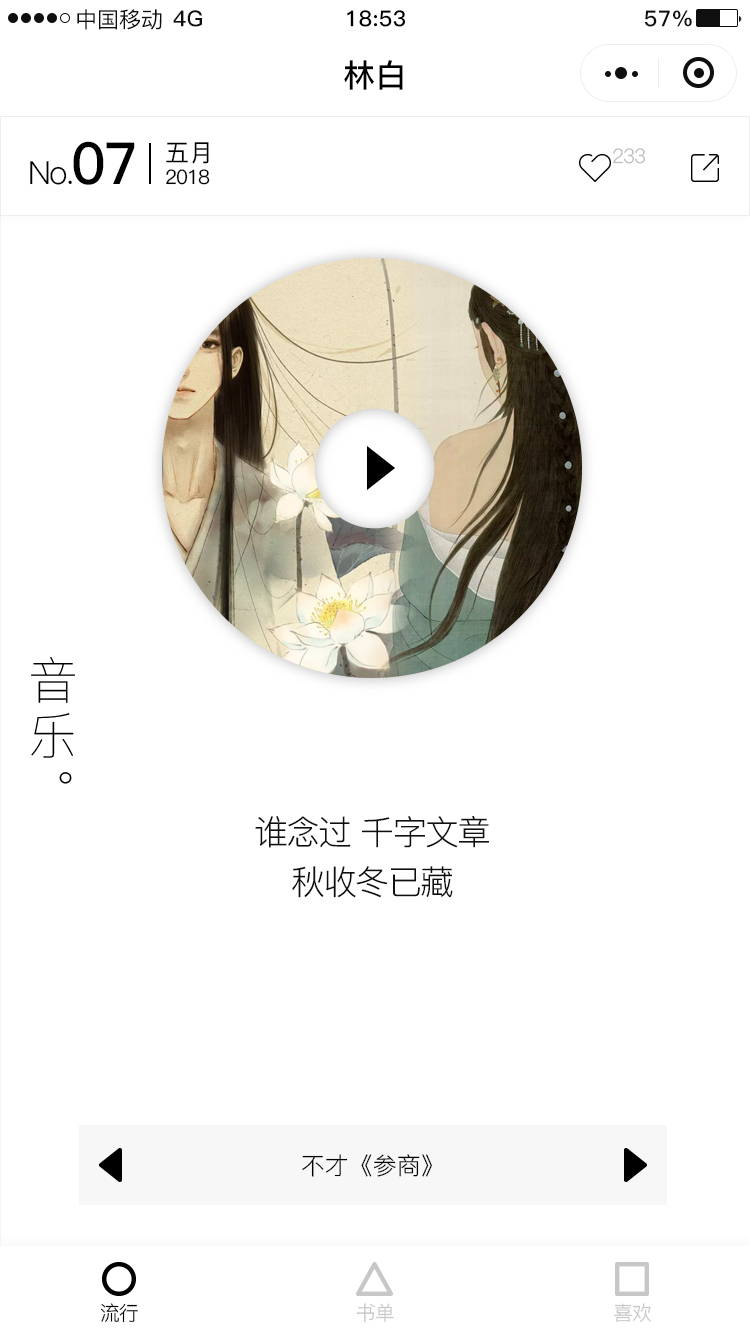 中国移动 4G 18:53 57%
林白
No.07 五月
2018
233
音乐。
谁念过 千字文章
秋收冬已藏
不才《参商》
流行 书单 喜欢